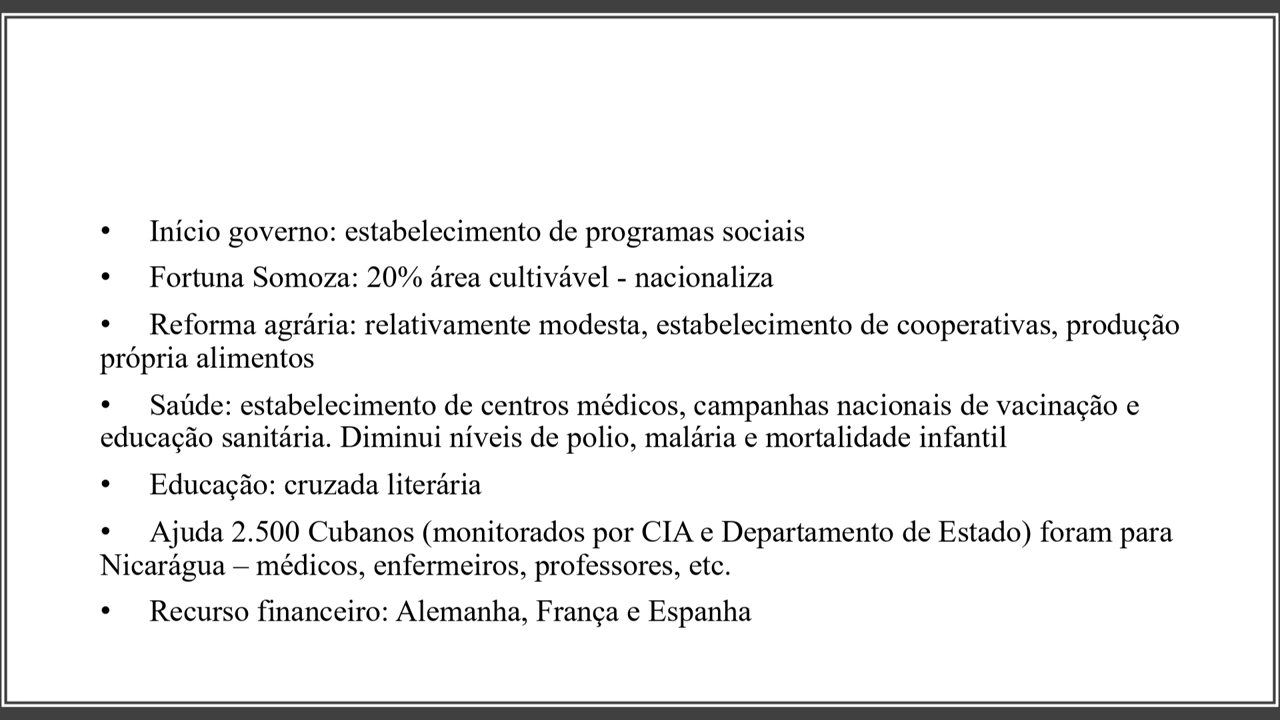 • Início governo: estabelecimento de programas sociais
• Fortuna Somoza: 20% área cultivável - nacionaliza
• Reforma agrária: relativamente modesta, estabelecimento de cooperativas, produção
própria alimentos
• Saúde: estabelecimento de centros médicos, campanhas nacionais de vacinação e
educação sanitária. Diminui níveis de polio, malária e mortalidade infantil
• Educação: cruzada literária
• Ajuda 2.500 Cubanos (monitorados por CIA e Departamento de Estado) foram para
Nicarágua – médicos, enfermeiros, professores, etc.
• Recurso financeiro: Alemanha, França e Espanha